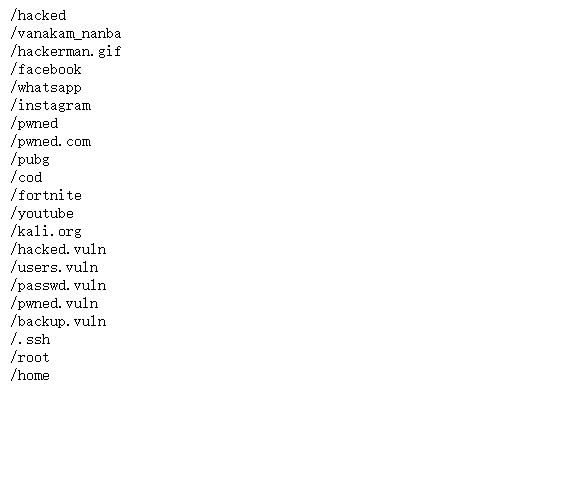 /hacked
/vanakam_nanba
/hackerman.gif
/facebook
/whatsapp
/instagram
/pwned
/pwned.com
/pubg
/cod
/fortnite
/youtube
/kali.org
/hacked.vuln
/users.vuln
/passwd.vuln
/pwned.vuln
/backup.vuln
/.ssh
/root
/home